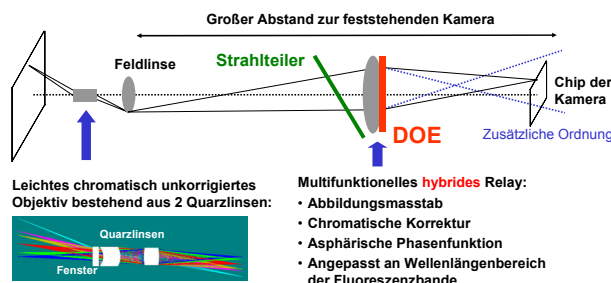 Großer Abstand zur feststehenden Kamera
Feldlinse
Strahlteiler
Chip der
Kamera
DOE
Zusätzliche Ordnung
Leichtes chromatisch unkorrigiertes
Objektiv bestehend aus 2 Quarzlinsen:
Quarzlinsen
Fenster
Multifunktionelles hybrides Relay:
• Abbildungsmasstab
• Chromatische Korrektur
• Asphärische Phasenfunktion
• Angepasst an Wellenlängenbereich
der Fluoreszenzbande